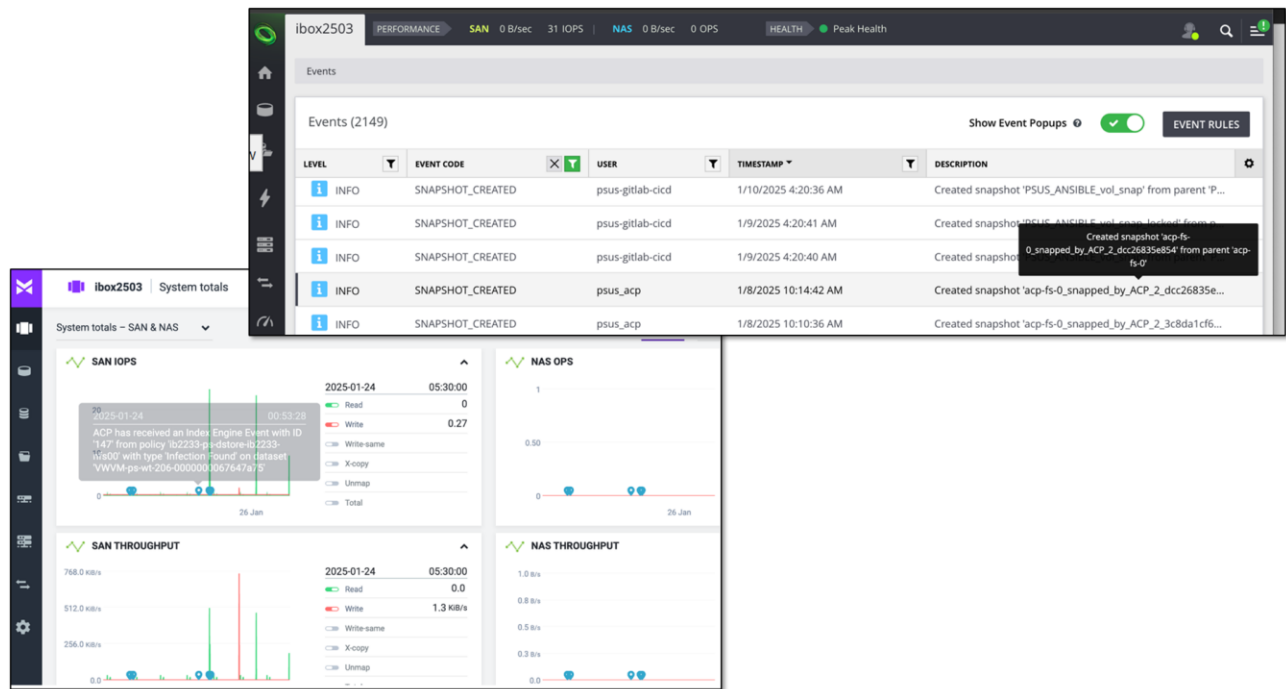 ibox2503 PERFORMANCE SAN 0 B/sec 31 IOPS | NAS 0 B/sec 0 OPS HEALTH Peak Health
Events
Events (2149) Show Event Popups EVENT RULES
LEVEL EVENT CODE USER TIMESTAMP DESCRIPTION
INFO SNAPSHOT_CREATED psus-gitlab-cicd 1/10/2025 4:20:36 AM Created snapshot 'PSUS_ANSIBLE_vol_snap' from parent 'P...
INFO SNAPSHOT_CREATED psus-gitlab-cicd 1/9/2025 4:20:41 AM Created snapshot 'PSUS_ANSIBLE_vol_snap_locked' from p...
INFO SNAPSHOT_CREATED psus-gitlab-cicd 1/9/2025 4:20:40 AM Created snapshot
Created snapshot 'acp-fs-
0_snapped_by_ACP_2_dcc26835e854' from parent 'acp-
fs-0'
INFO SNAPSHOT_CREATED psus_acp 1/8/2025 10:14:42 AM Created snapshot 'acp-fs-0_snapped_by_ACP_2_dcc26835e...
INFO SNAPSHOT_CREATED psus_acp 1/8/2025 10:10:36 AM Created snapshot 'acp-fs-0_snapped_by_ACP_2_3c8da1cf6...
ibox2503 System totals
System totals – SAN & NAS
SAN IOPS
2025-01-24 05:30:00
Read 0
Write 0.27
Write-same
X-copy
Unmap
Total
20
0
26 Jan
2025-01-24 00:53:28
ACP has received an Index Engine Event with ID
'147' from policy 'ib2233-ps-dstore-ib2233-
nfs00' with type 'Infection Found' on dataset
'VWVM-ps-wt-206-0000000067647a75'
NAS OPS
1
0.50
0
26 Jan
SAN THROUGHPUT
768.0 KiB/s
512.0 KiB/s
256.0 KiB/s
0.0
2025-01-24 05:30:00
Read 0.0
Write 1.3 KiB/s
Write-same
X-copy
Unmap
NAS THROUGHPUT
1.0 B/s
0.8 B/s
0.5 B/s
0.3 B/s
0.0